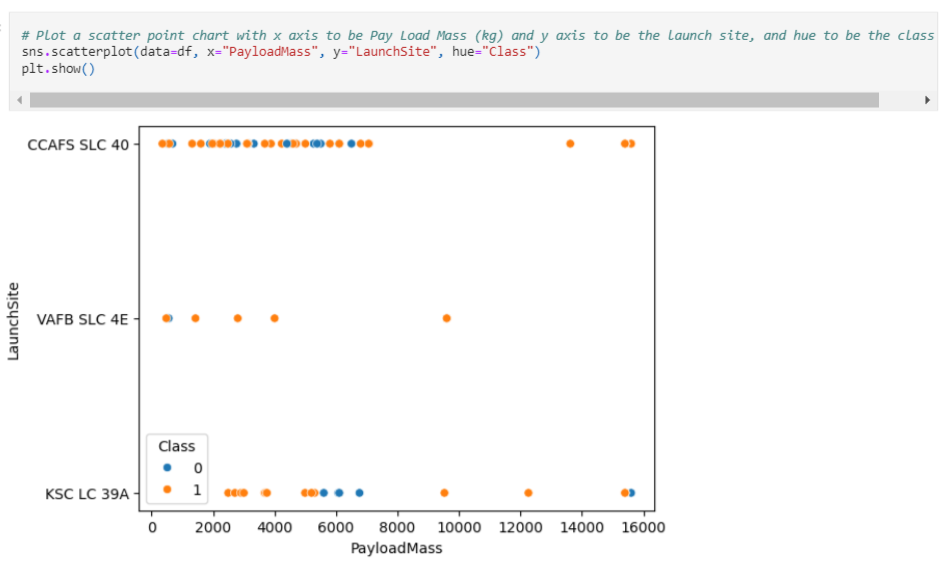 # Plot a scatter point chart with x axis to be Pay Load Mass (kg) and y axis to be the launch site, and hue to be the class
sns.scatterplot(data=df, x="PayloadMass", y="LaunchSite", hue="Class")
plt.show()
CCAFS SLC 40
VAFB SLC 4E
KSC LC 39A
LaunchSite
Class
0
1
0 2000 4000 6000 8000 10000 12000 14000 16000
PayloadMass